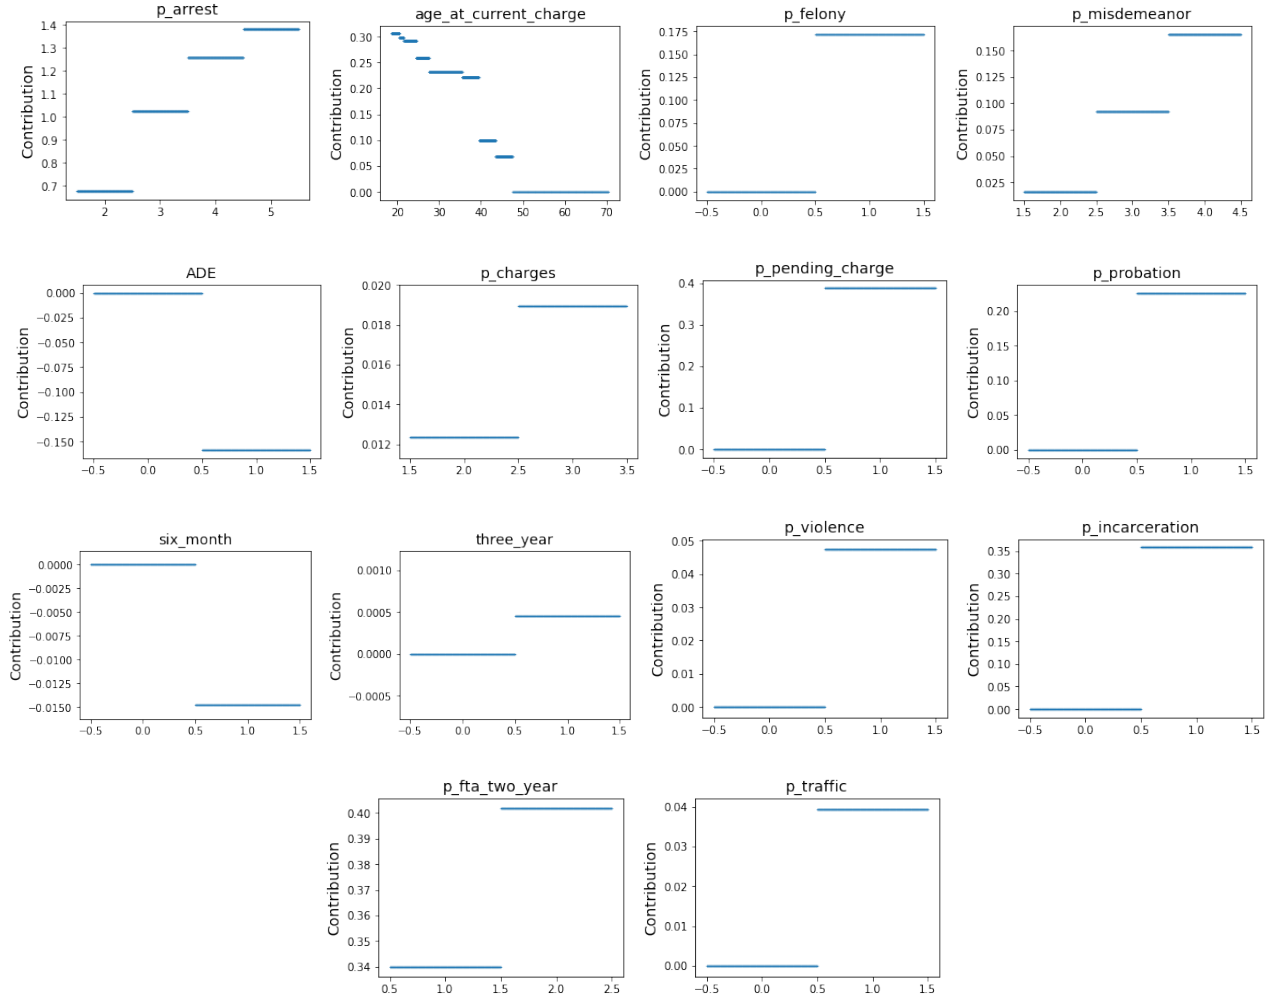 p_arrest
Contribution
1.4
1.3
1.2
1.1
1.0
0.9
0.8
0.7
2 3 4 5
age_at_current_charge
Contribution
0.30
0.25
0.20
0.15
0.10
0.05
0.00
20 30 40 50 60 70
p_felony
Contribution
0.175
0.150
0.125
0.100
0.075
0.050
0.025
0.000
−0.5 0.0 0.5 1.0 1.5
p_misdemeanor
Contribution
0.150
0.125
0.100
0.075
0.050
0.025
1.5 2.0 2.5 3.0 3.5 4.0 4.5
ADE
Contribution
0.000
−0.025
−0.050
−0.075
−0.100
−0.125
−0.150
−0.5 0.0 0.5 1.0 1.5
p_charges
Contribution
0.020
0.018
0.016
0.014
0.012
1.5 2.0 2.5 3.0 3.5
p_pending_charge
Contribution
0.4
0.3
0.2
0.1
0.0
−0.5 0.0 0.5 1.0 1.5
p_probation
Contribution
0.20
0.15
0.10
0.05
0.00
−0.5 0.0 0.5 1.0 1.5
six_month
Contribution
0.0000
−0.0025
−0.0050
−0.0075
−0.0100
−0.0125
−0.0150
−0.5 0.0 0.5 1.0 1.5
three_year
Contribution
0.0010
0.0005
0.0000
−0.0005
−0.5 0.0 0.5 1.0 1.5
p_violence
Contribution
0.05
0.04
0.03
0.02
0.01
0.00
−0.5 0.0 0.5 1.0 1.5
p_incarceration
Contribution
0.35
0.30
0.25
0.20
0.15
0.10
0.05
0.00
−0.5 0.0 0.5 1.0 1.5
p_fta_two_year
Contribution
0.40
0.39
0.38
0.37
0.36
0.35
0.34
0.5 1.0 1.5 2.0 2.5
p_traffic
Contribution
0.04
0.03
0.02
0.01
0.00
−0.5 0.0 0.5 1.0 1.5